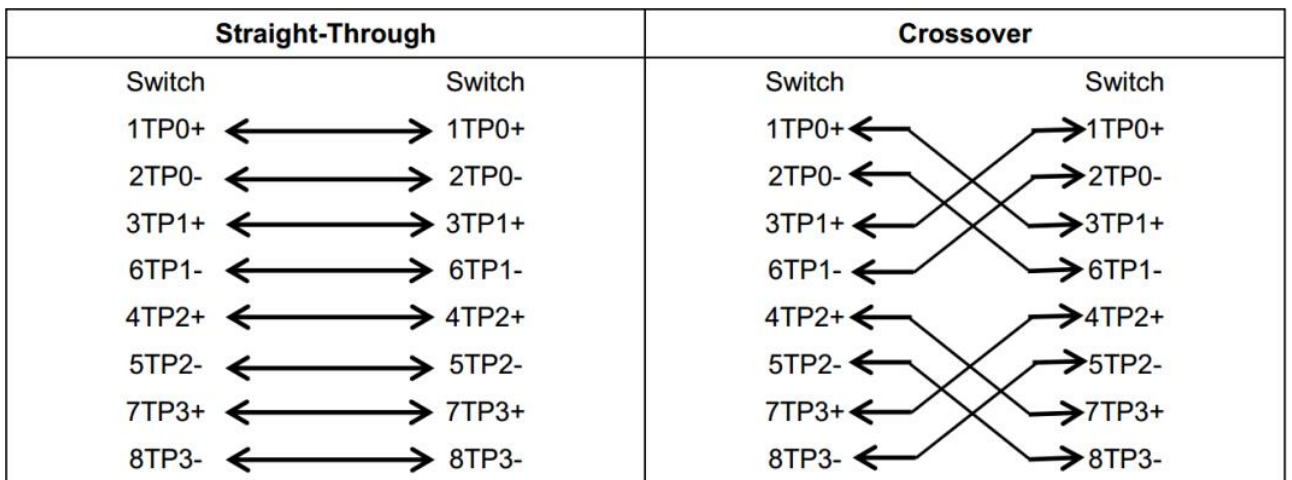 Straight-Through Crossover
Switch Switch Switch Switch
1TP0+ 1TP0+ 1TP0+ 1TP0+
2TP0- 2TP0- 2TP0- 2TP0-
3TP1+ 3TP1+ 3TP1+ 3TP1+
6TP1- 6TP1- 6TP1- 6TP1-
4TP2+ 4TP2+ 4TP2+ 4TP2+
5TP2- 5TP2- 5TP2- 5TP2-
7TP3+ 7TP3+ 7TP3+ 7TP3+
8TP3- 8TP3- 8TP3- 8TP3-